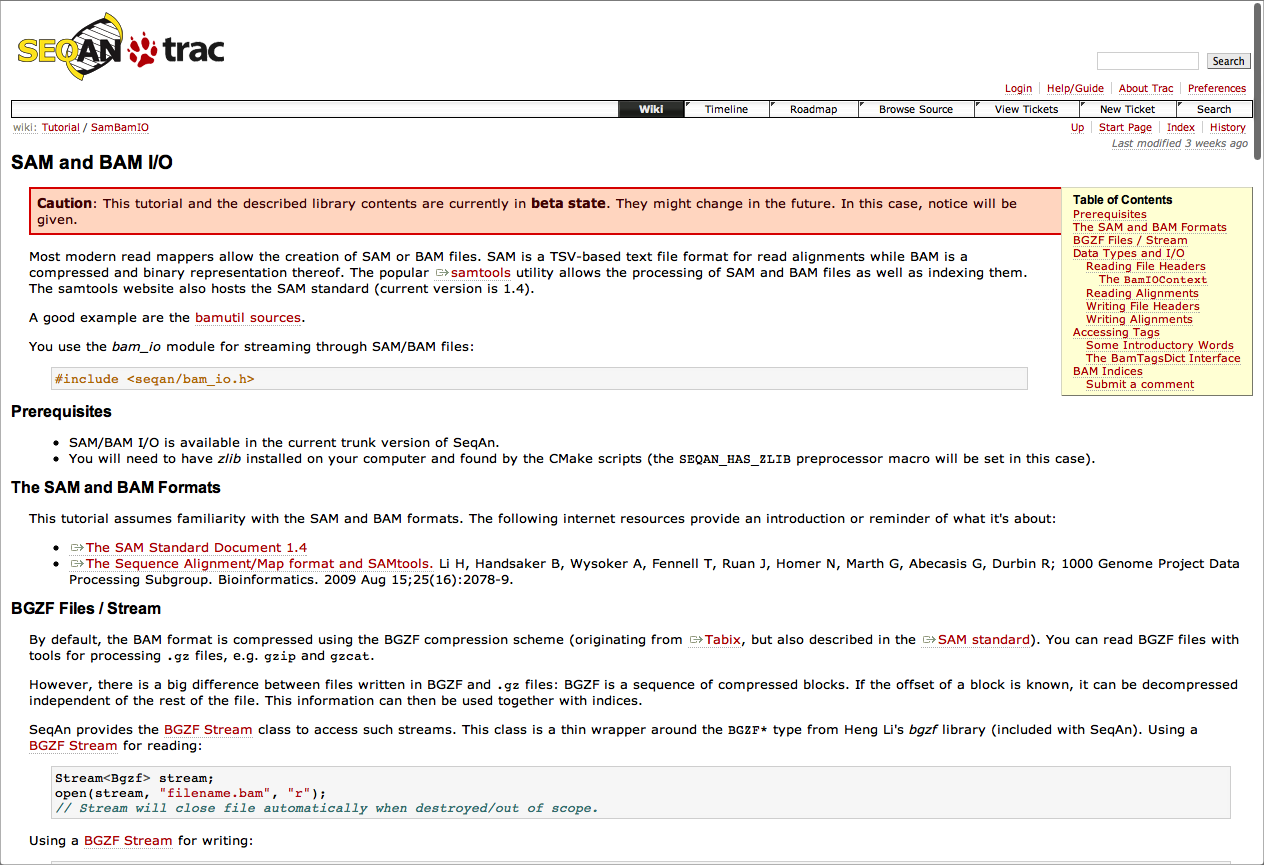 SEQAN trac
Search
Login Help/Guide About Trac Preferences
Wiki Timeline Roadmap Browse Source View Tickets New Ticket Search
wiki: Tutorial / SamBamIO
Up Start Page Index History
Last modified 3 weeks ago
SAM and BAM I/O
Caution: This tutorial and the described library contents are currently in beta state. They might change in the future. In this case, notice will be
given.
Table of Contents
Prerequisites
The SAM and BAM Formats
BGZF Files / Stream
Data Types and I/O
Reading File Headers
The BamIOContext
Reading Alignments
Writing File Headers
Writing Alignments
Accessing Tags
Some Introductory Words
The BamTagsDict Interface
BAM Indices
Submit a comment
Most modern read mappers allow the creation of SAM or BAM files. SAM is a TSV-based text file format for read alignments while BAM is a
compressed and binary representation thereof. The popular samtools utility allows the processing of SAM and BAM files as well as indexing them.
The samtools website also hosts the SAM standard (current version is 1.4).
A good example are the bamutil sources.
You use the bam_io module for streaming through SAM/BAM files:
#include <seqan/bam_io.h>
Prerequisites
• SAM/BAM I/O is available in the current trunk version of SeqAn.
• You will need to have zlib installed on your computer and found by the CMake scripts (the SEQAN_HAS_ZLIB preprocessor macro will be set in this case).
The SAM and BAM Formats
This tutorial assumes familiarity with the SAM and BAM formats. The following internet resources provide an introduction or reminder of what it's about:
• The SAM Standard Document 1.4
• The Sequence Alignment/Map format and SAMtools. Li H, Handsaker B, Wysoker A, Fennell T, Ruan J, Homer N, Marth G, Abecasis G, Durbin R; 1000 Genome Project Data
Processing Subgroup. Bioinformatics. 2009 Aug 15;25(16):2078-9.
BGZF Files / Stream
By default, the BAM format is compressed using the BGZF compression scheme (originating from Tabix, but also described in the SAM standard). You can read BGZF files with
tools for processing .gz files, e.g. gzip and gzcat.
However, there is a big difference between files written in BGZF and .gz files: BGZF is a sequence of compressed blocks. If the offset of a block is known, it can be decompressed
independent of the rest of the file. This information can then be used together with indices.
SeqAn provides the BGZF Stream class to access such streams. This class is a thin wrapper around the BGZF* type from Heng Li's bgzf library (included with SeqAn). Using a
BGZF Stream for reading:
Stream<Bgzf> stream;
open(stream, "filename.bam", "r");
// Stream will close file automatically when destroyed/out of scope.
Using a BGZF Stream for writing: